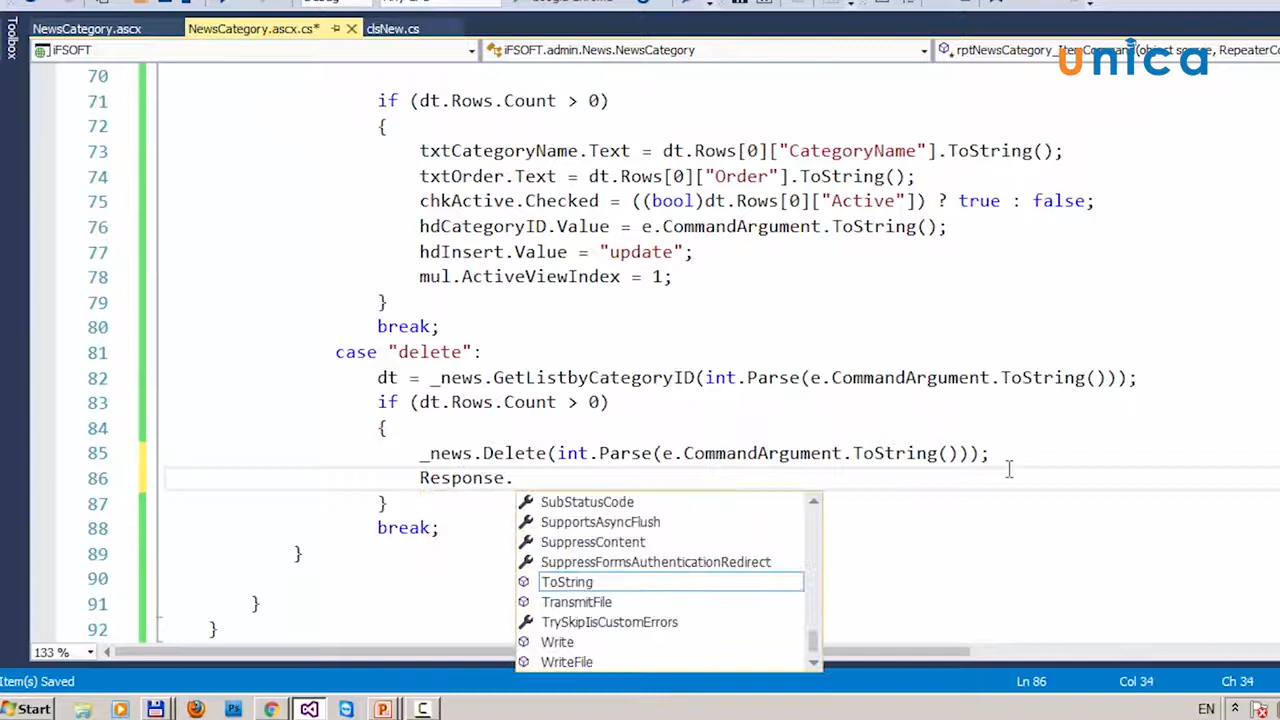 Toolbox
NewsCategory.ascx
NewsCategory.ascx.cs*
clsNew.cs
iFSOFT
iFSOFT.admin.News.NewsCategory
rptNewsCategory_ItemCommand(object source, RepeaterCo
unica
70
71 if (dt.Rows.Count > 0)
72 {
73 txtCategoryName.Text = dt.Rows[0]["CategoryName"].ToString();
74 txtOrder.Text = dt.Rows[0]["Order"].ToString();
75 chkActive.Checked = ((bool)dt.Rows[0]["Active"]) ? true : false;
76 hdCategoryID.Value = e.CommandArgument.ToString();
77 hdInsert.Value = "update";
78 mul.ActiveViewIndex = 1;
79 }
80 break;
81 case "delete":
82 dt = _news.GetListbyCategoryID(int.Parse(e.CommandArgument.ToString()));
83 if (dt.Rows.Count > 0)
84 {
85 _news.Delete(int.Parse(e.CommandArgument.ToString()));
86 Response.
87 }
88 break;
89 }
90
91 }
92 }
SubStatusCode
SupportsAsyncFlush
SuppressContent
SuppressFormsAuthenticationRedirect
ToString
TransmitFile
TrySkipIisCustomErrors
Write
WriteFile
133 %
Item(s) Saved
Ln 86
Col 34
Ch 34
Start
EN